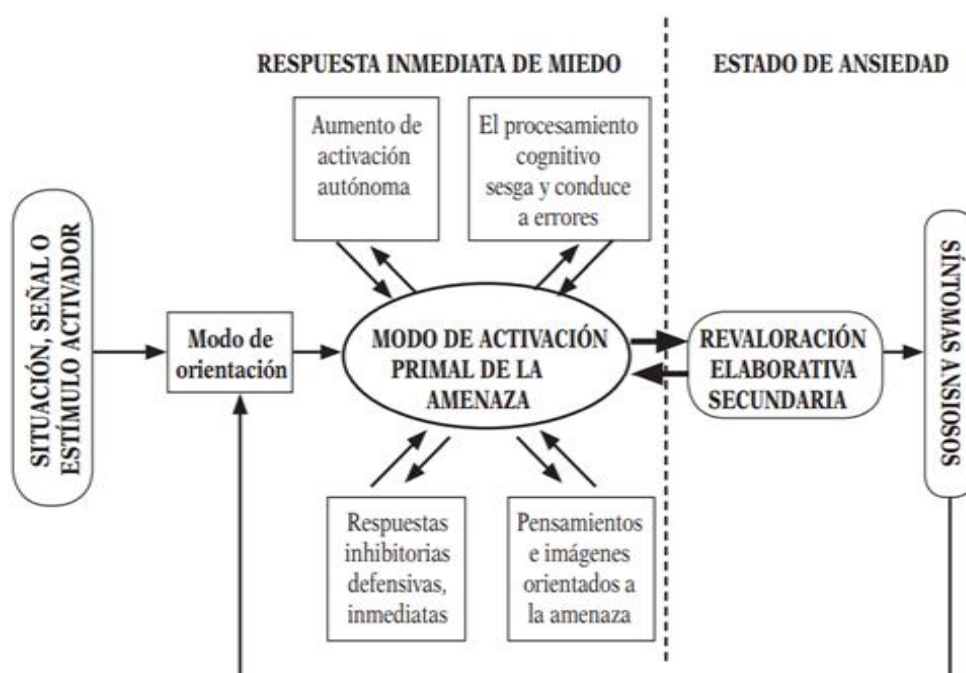 RESPUESTA INMEDIATA DE MIEDO
ESTADO DE ANSIEDAD
Aumento de
activación
autónoma
El procesamiento
cognitivo
sesga y conduce
a errores
SITUACIÓN, SEÑAL O
ESTÍMULO ACTIVADOR
Modo de
orientación
MODO DE ACTIVACIÓN
PRIMAL DE LA
AMENAZA
REVALORACIÓN
ELABORATIVA
SECUNDARIA
SÍNTOMAS ANSIOSOS
Respuestas
inhibitorias
defensivas,
inmediatas
Pensamientos
e imágenes
orientados a
la amenaza